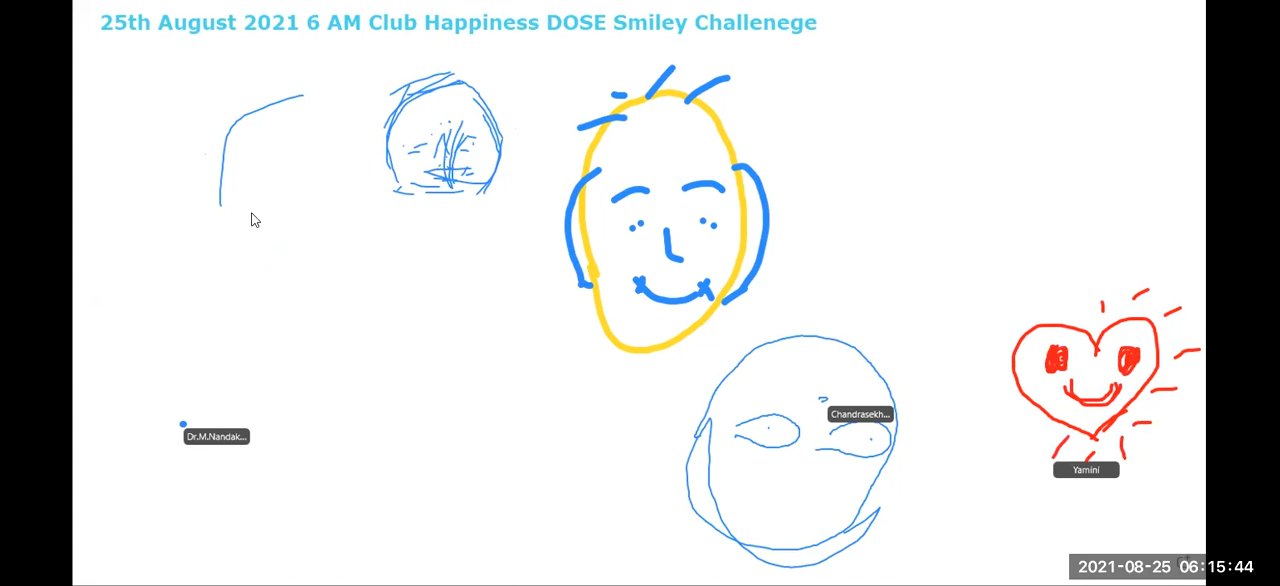 25th August 2021 6 AM Club Happiness DOSE Smiley Challenege
Chandrasekh...
Dr.M.Nandak...
Yamini
2021-08-25 06:15:44